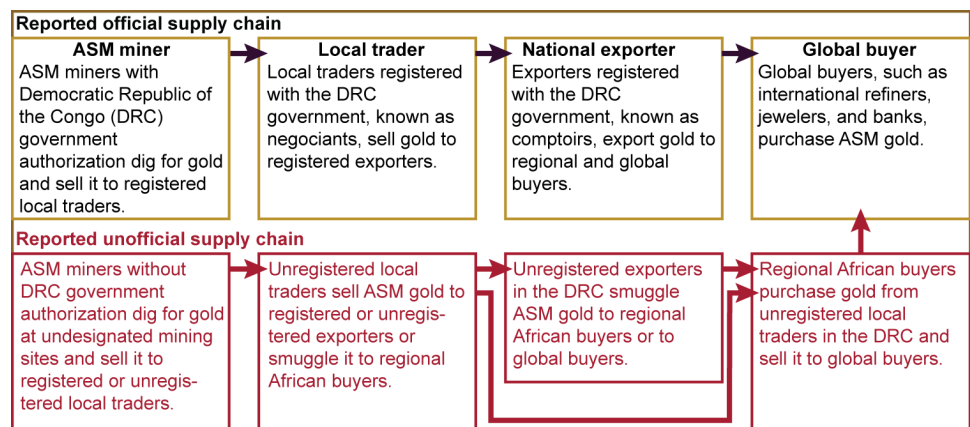 Reported official supply chain
ASM miner
ASM miners with
Democratic Republic of
the Congo (DRC)
government
authorization dig for gold
and sell it to registered
local traders.
Local trader
Local traders registered
with the DRC
government, known as
negociants, sell gold to
registered exporters.
National exporter
Exporters registered
with the DRC
government, known as
comptoirs, export gold to
regional and global
buyers.
Global buyer
Global buyers, such as
international refiners,
jewelers, and banks,
purchase ASM gold.
Reported unofficial supply chain
ASM miners without
DRC government
authorization dig for gold
at undesignated mining
sites and sell it to
registered or unregis-
tered local traders.
Unregistered local
traders sell ASM gold to
registered or unregis-
tered exporters or
smuggle it to regional
African buyers.
Unregistered exporters
in the DRC smuggle
ASM gold to regional
African buyers or to
global buyers.
Regional African buyers
purchase gold from
unregistered local
traders in the DRC and
sell it to global buyers.